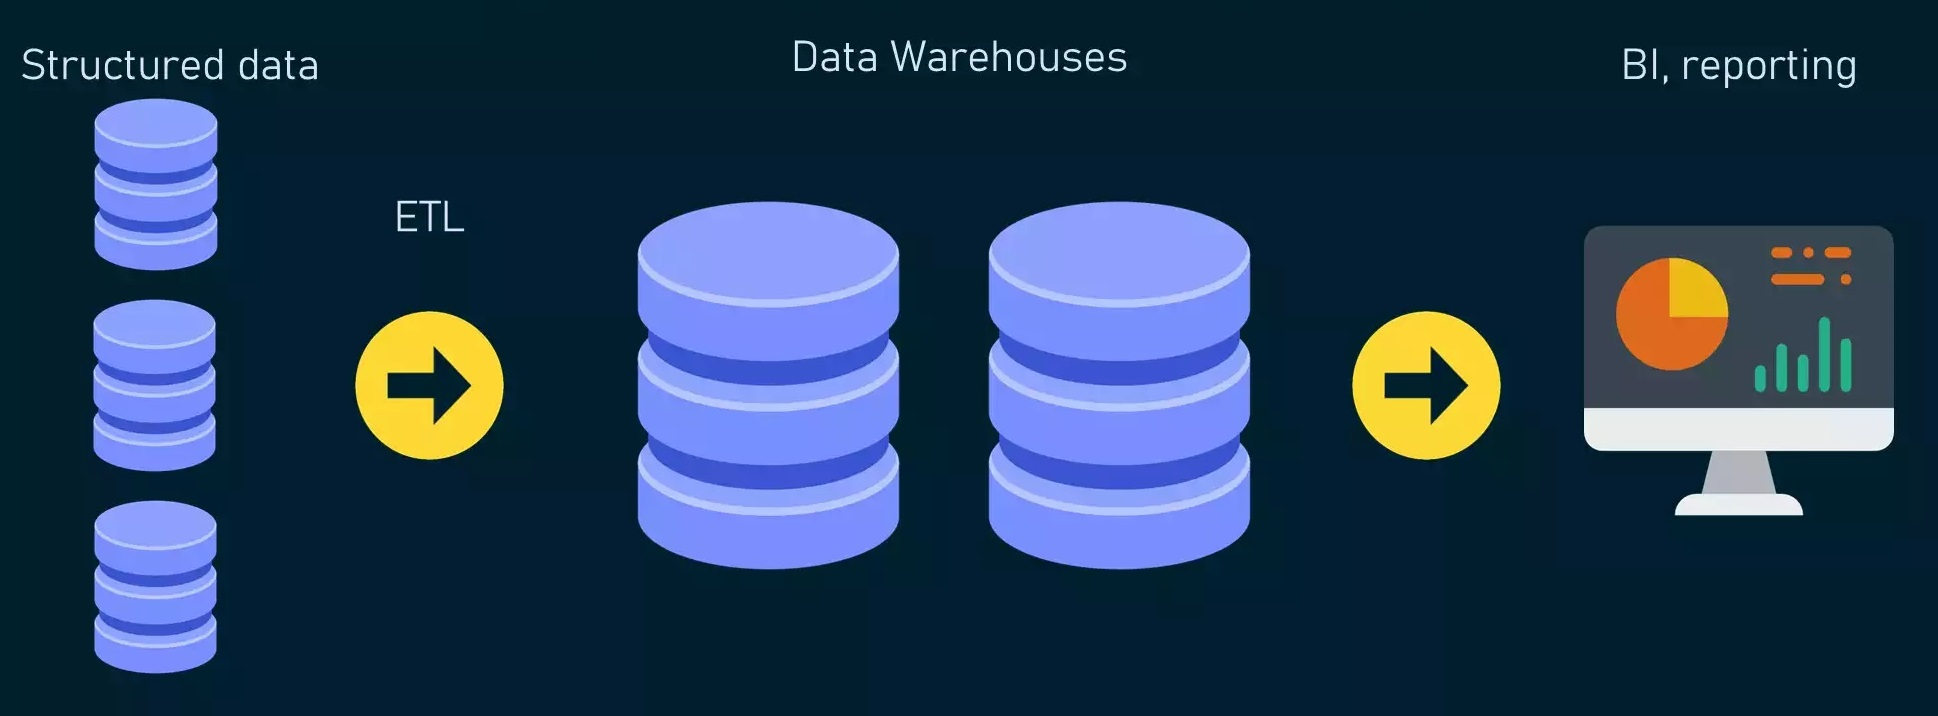 Structured data
Data Warehouses
BI, reporting
ETL